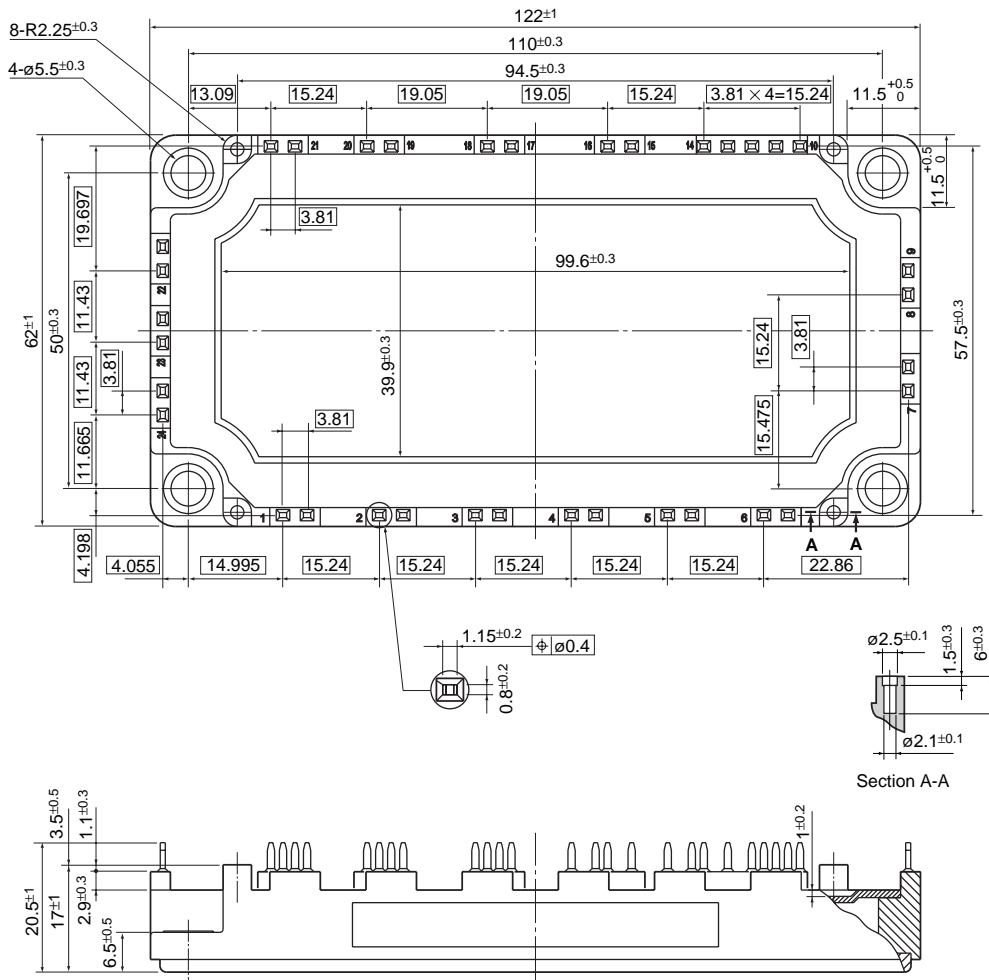 122±1
8-R2.25±0.3
110±0.3
4-ø5.5±0.3
94.5±0.3
13.09 15.24 19.05 19.05 15.24 3.81 × 4=15.24 11.5 +0.5 0
21 20 19 18 17 16 15 14 10
11.5 +0.5 0
19.697
3.81
99.6±0.3
9
22
11.43
62±1
50±0.3
39.9±0.3
15.24
3.81
8
57.5±0.3
23
3.81
11.43
15.475
7
24
11.665
3.81
1 2 3 4 5 6
A A
4.198
4.055 14.995 15.24 15.24 15.24 15.24 15.24 22.86
1.15±0.2 ⌖ ø0.4
0.8±0.2
ø2.5±0.1
1.5±0.3
6±0.3
ø2.1±0.1
Section A-A
3.5±0.5
1.1±0.3
1±0.2
20.5±1
17±1
2.9±0.3
6.5±0.5